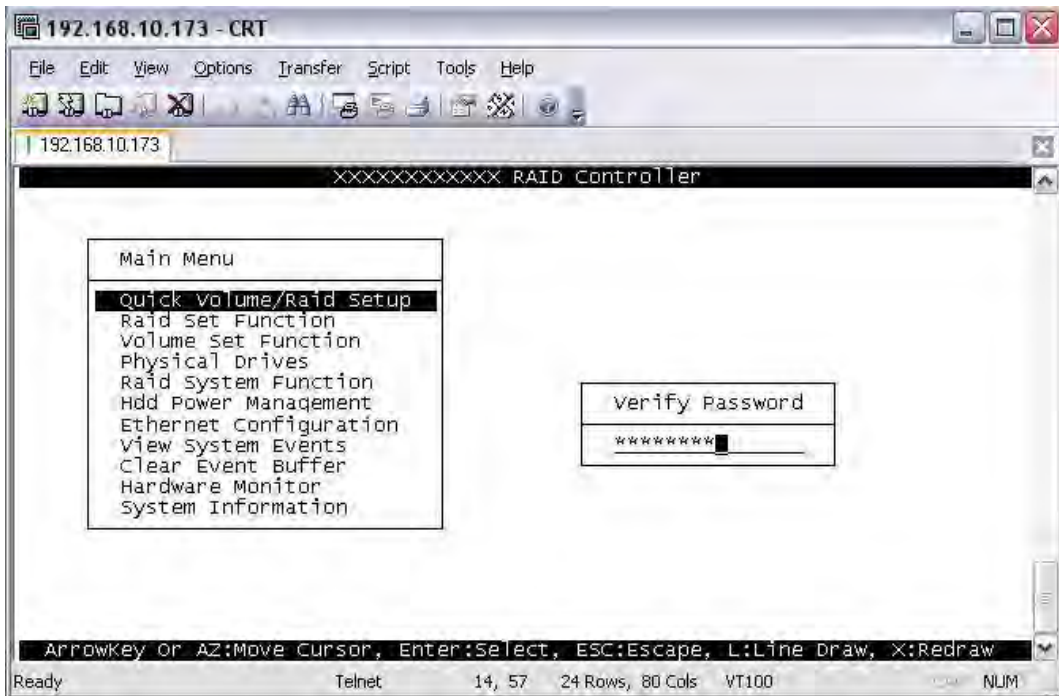 192.168.10.173 - CRT
File Edit View Options Transfer Script Tools Help
192.168.10.173
XXXXXXXXXXXX RAID Controller
Main Menu
Quick Volume/Raid Setup
Raid Set Function
Volume Set Function
Physical Drives
Raid System Function
Hdd Power Management
Ethernet Configuration
View System Events
Clear Event Buffer
Hardware Monitor
System Information
Verify Password
********
ArrowKey Or AZ:Move Cursor, Enter:Select, ESC:Escape, L:Line Draw, X:Redraw
Ready Telnet 14, 57 24 Rows, 80 Cols VT100 NUM